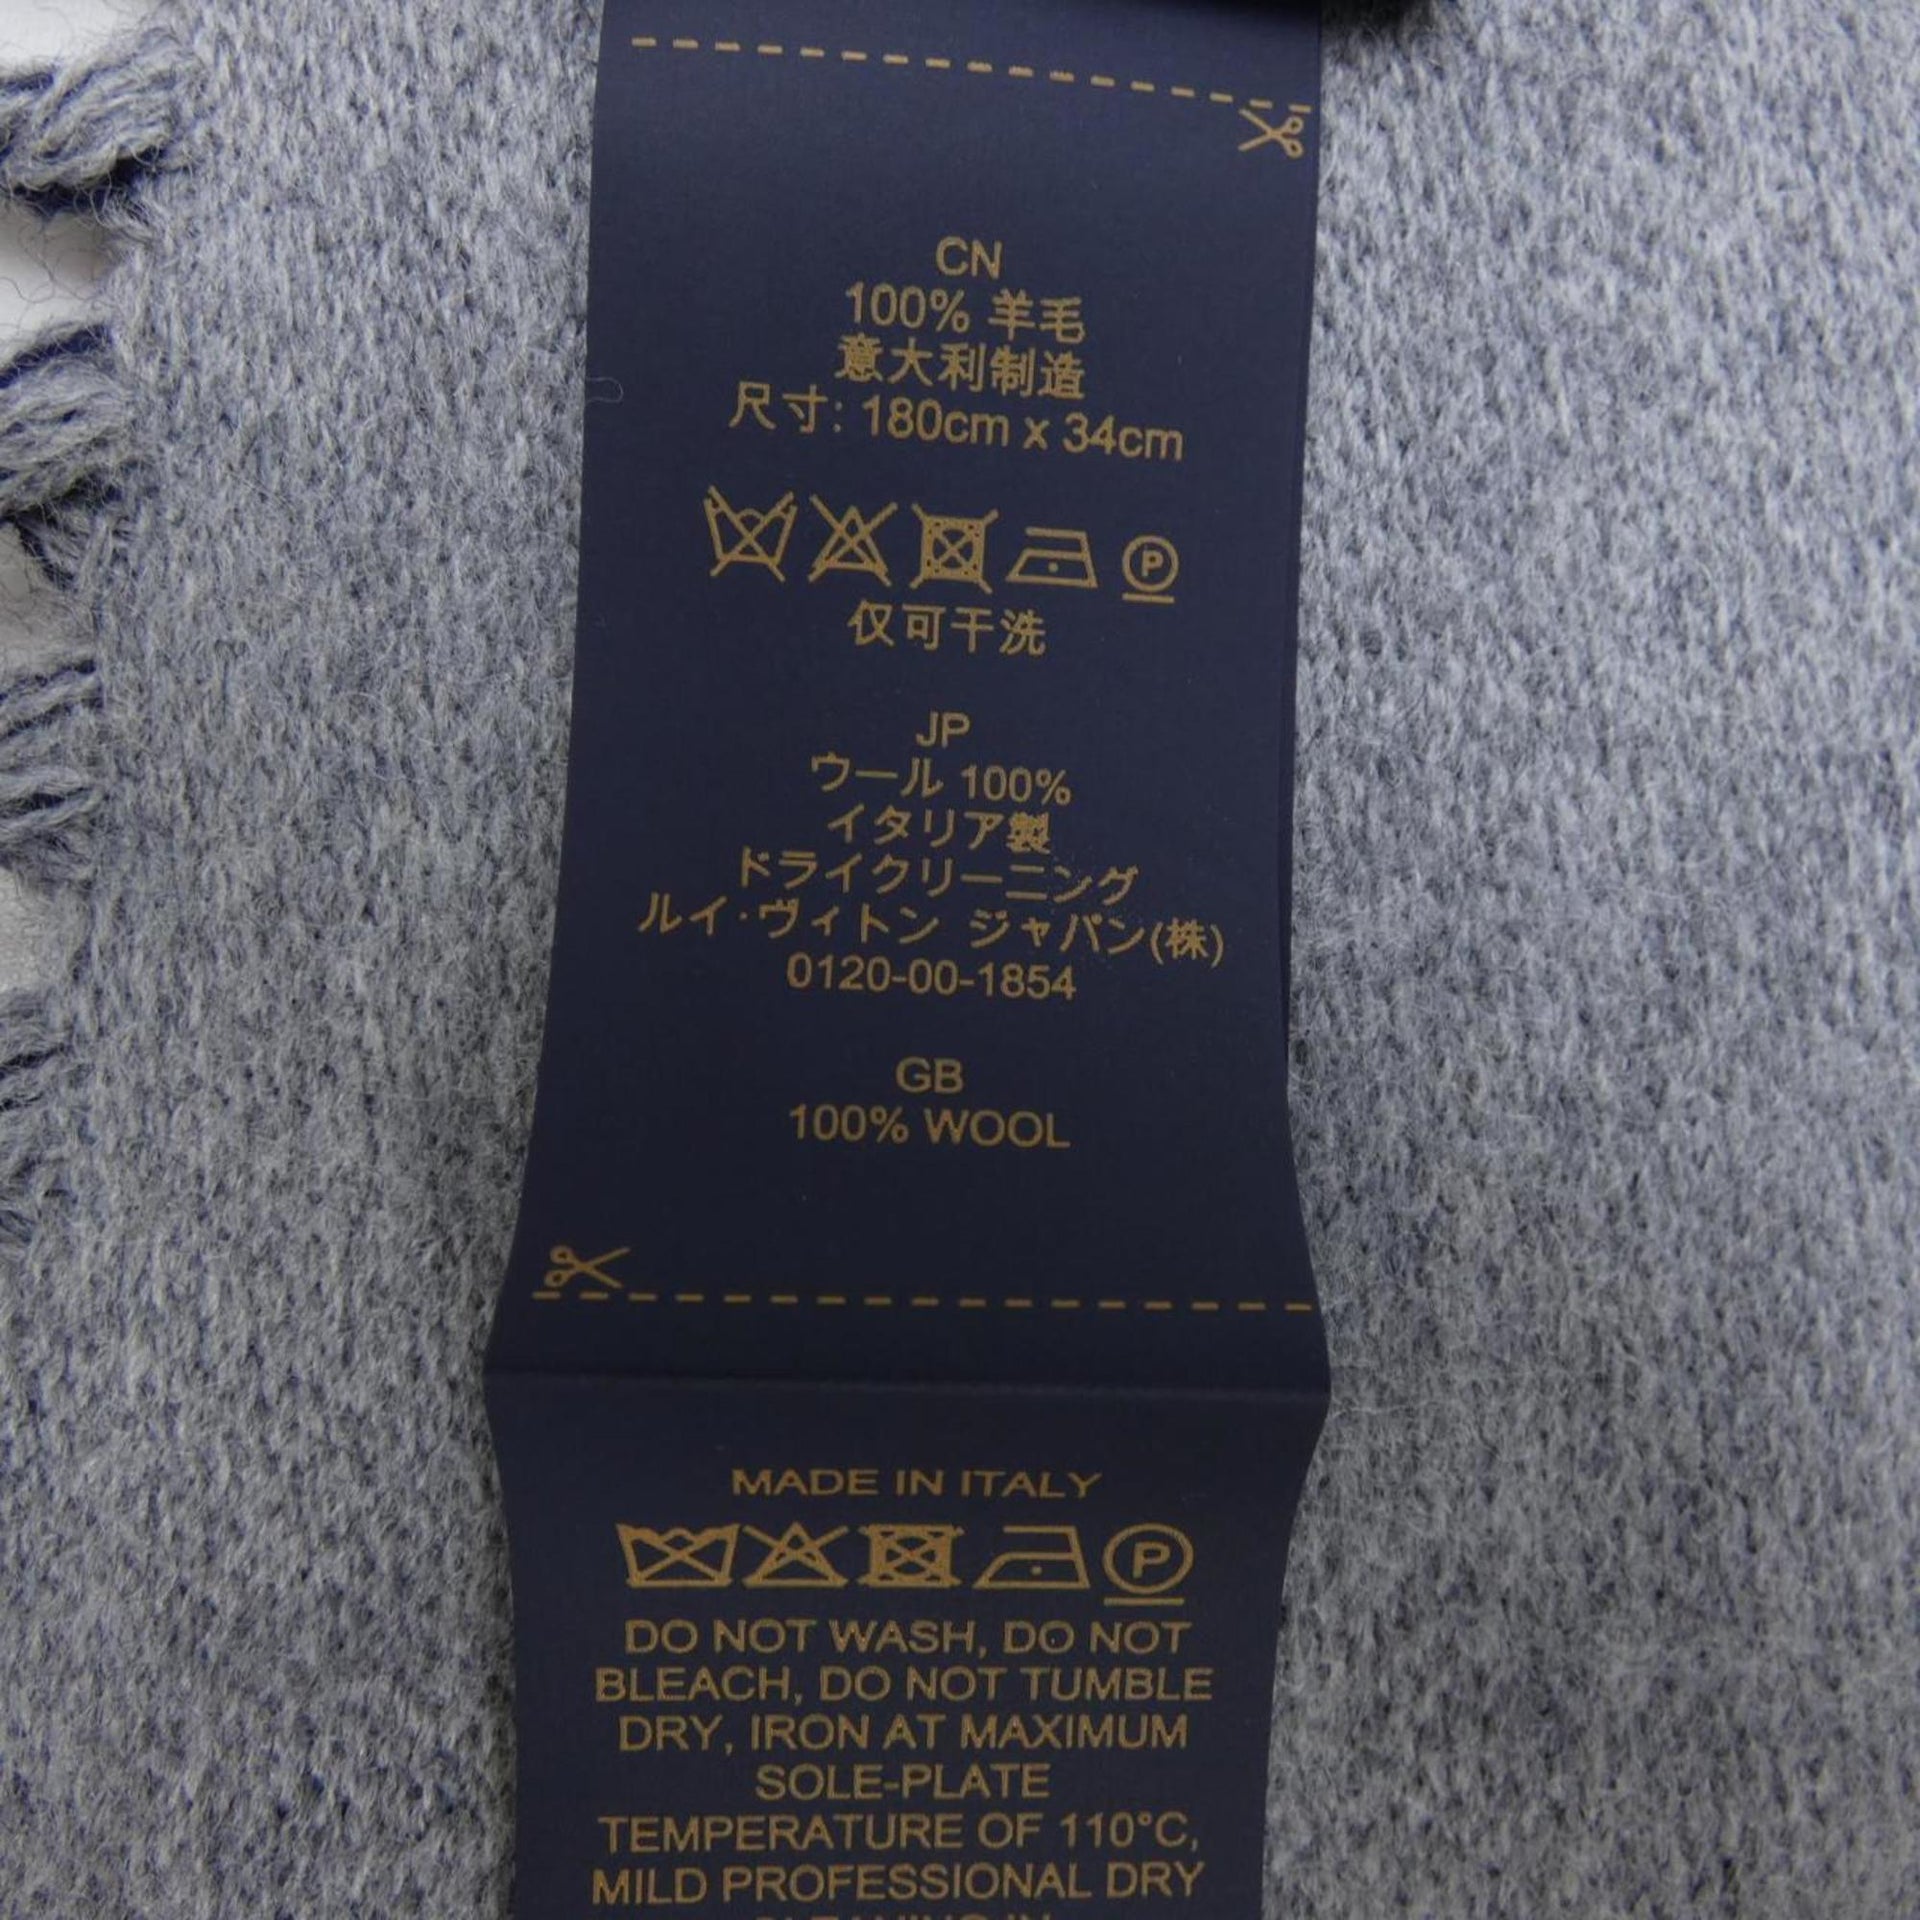 CN
100% 羊毛
意大利制造
尺寸: 180cm x 34cm
P
仅可干洗
JP
ウール 100%
イタリア製
ドライクリーニング
ルイ·ヴィトン ジャパン(株)
0120-00-1854
GB
100% WOOL
MADE IN ITALY
P
DO NOT WASH, DO NOT
BLEACH, DO NOT TUMBLE
DRY, IRON AT MAXIMUM
SOLE-PLATE
TEMPERATURE OF 110°C,
MILD PROFESSIONAL DRY